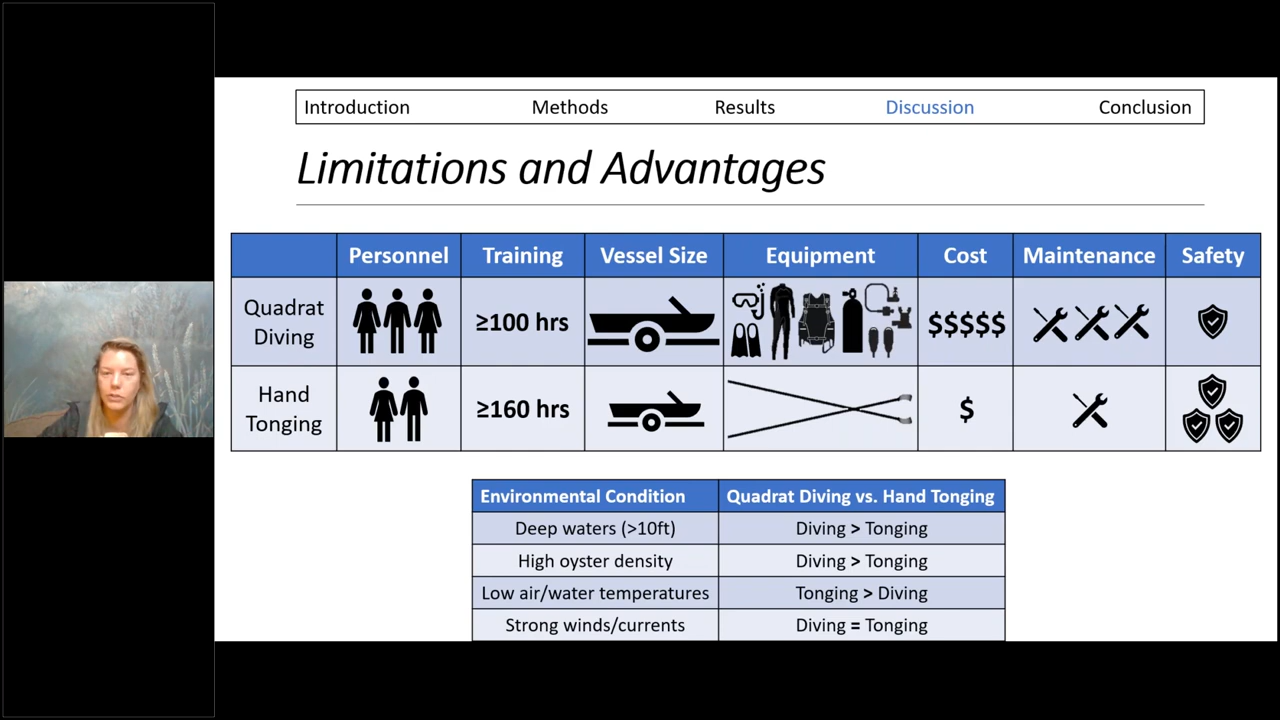 Introduction Methods Results Discussion Conclusion
Limitations and Advantages
Personnel Training Vessel Size Equipment Cost Maintenance Safety
Quadrat
Diving
≥100 hrs
$$$$$
Hand
Tonging
≥160 hrs
$
Environmental Condition Quadrat Diving vs. Hand Tonging
Deep waters (>10ft) Diving > Tonging
High oyster density Diving > Tonging
Low air/water temperatures Tonging > Diving
Strong winds/currents Diving = Tonging